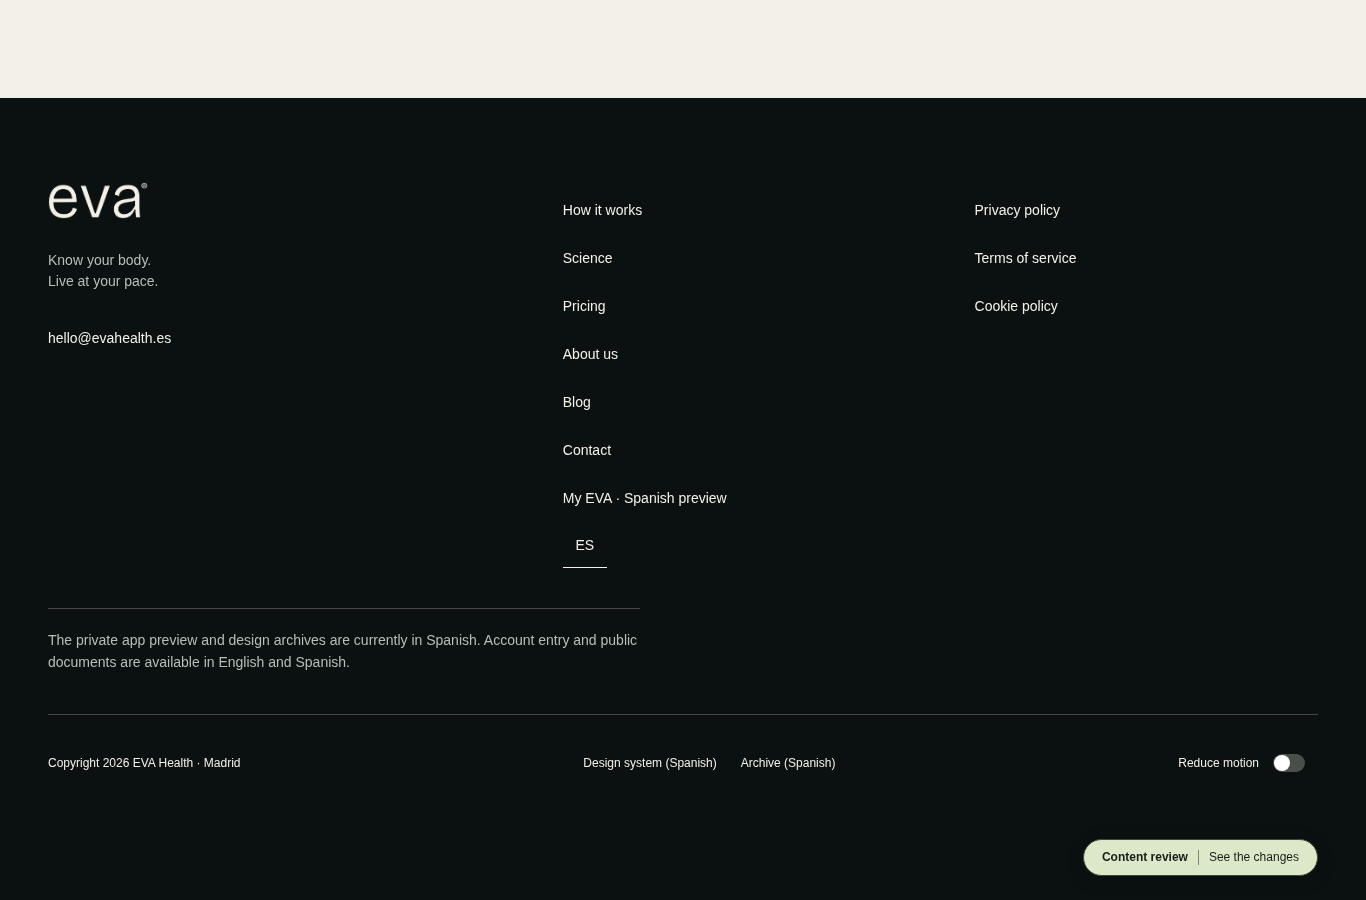 eva®
Know your body.
Live at your pace.
hello@evahealth.es
How it works
Science
Pricing
About us
Blog
Contact
My EVA · Spanish preview
ES
Privacy policy
Terms of service
Cookie policy
The private app preview and design archives are currently in Spanish. Account entry and public
documents are available in English and Spanish.
Copyright 2026 EVA Health · Madrid
Design system (Spanish)
Archive (Spanish)
Reduce motion
Content review | See the changes